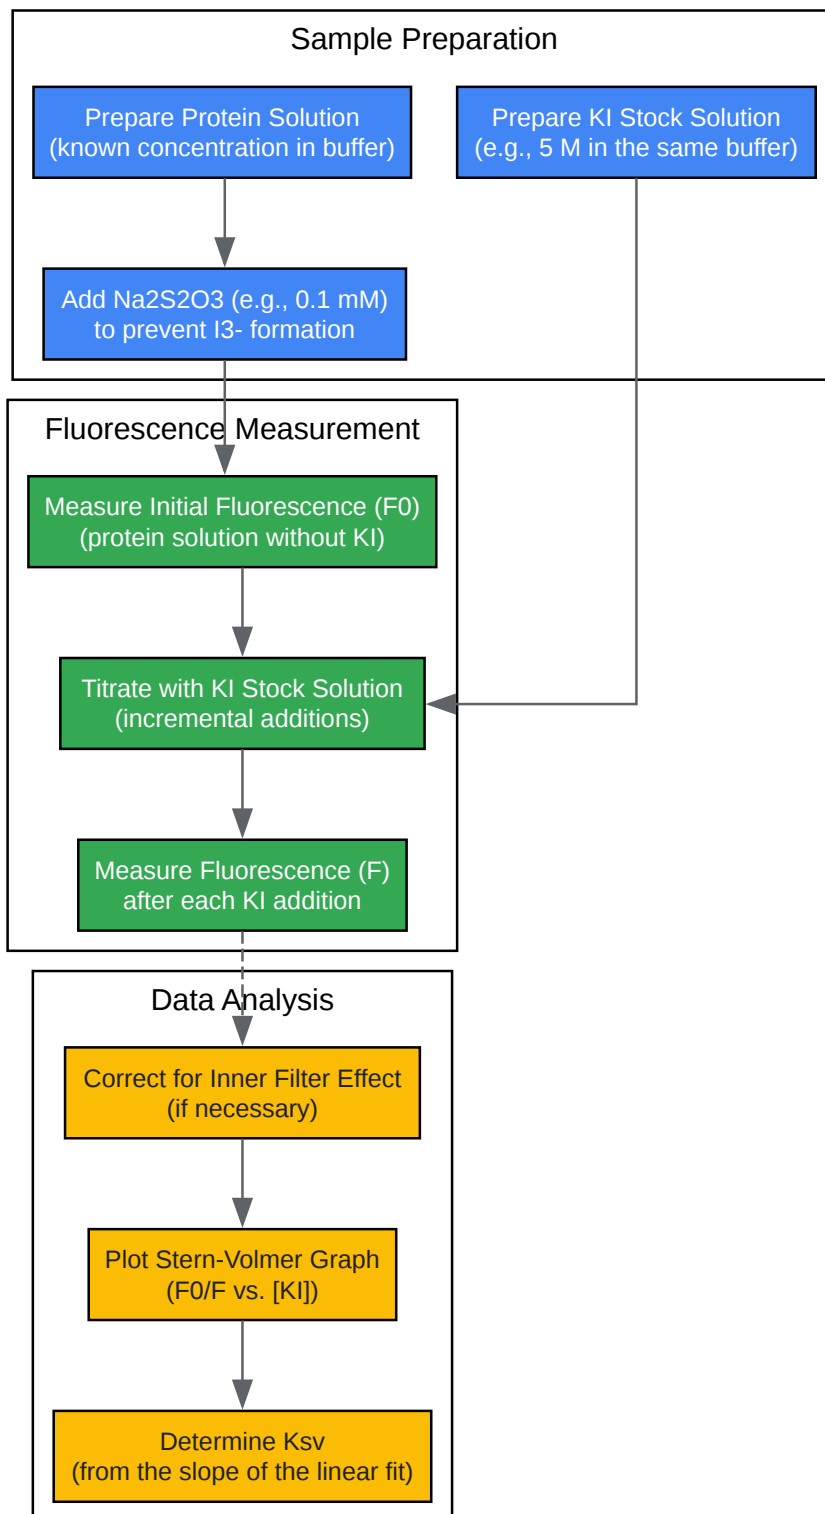 Sample Preparation
Prepare Protein Solution
(known concentration in buffer)
Prepare KI Stock Solution
(e.g., 5 M in the same buffer)
Add Na2S2O3 (e.g., 0.1 mM)
to prevent I3- formation
Fluorescence Measurement
Measure Initial Fluorescence (F0)
(protein solution without KI)
Titrate with KI Stock Solution
(incremental additions)
Measure Fluorescence (F)
after each KI addition
Data Analysis
Correct for Inner Filter Effect
(if necessary)
Plot Stern-Volmer Graph
(F0/F vs. [KI])
Determine Ksv
(from the slope of the linear fit)